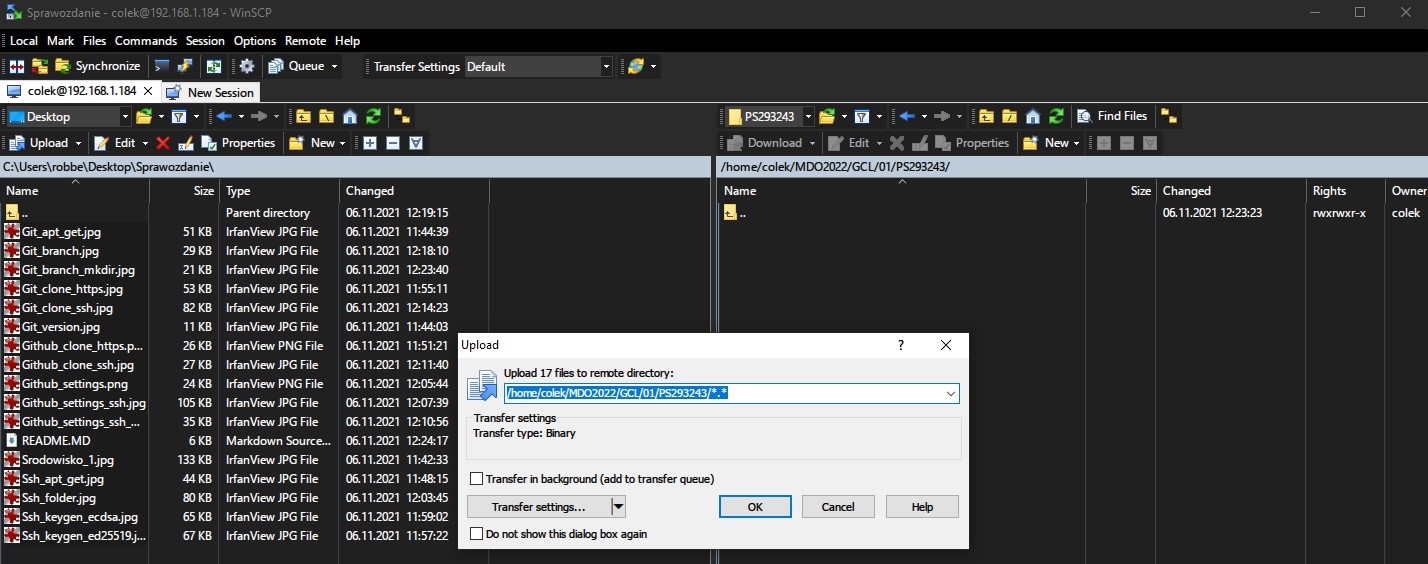 Sprawozdanie - colek@192.168.1.184 - WinSCP
Local Mark Files Commands Session Options Remote Help
Synchronize Queue Transfer Settings Default
colek@192.168.1.184 New Session
Desktop PS293243 Find Files
Upload Edit Properties New Download Edit Properties New
C:\Users\robbe\Desktop\Sprawozdanie\ /home/colek/MDO2022/GCL/01/PS293243/
Name Size Type Changed Name Size Changed Rights Owner
.. Parent directory 06.11.2021 12:19:15 .. 06.11.2021 12:23:23 rwxrwxr-x colek
Git_apt_get.jpg 51 KB IrfanView JPG File 06.11.2021 11:44:39
Git_branch.jpg 29 KB IrfanView JPG File 06.11.2021 12:18:10
Git_branch_mkdir.jpg 21 KB IrfanView JPG File 06.11.2021 12:23:40
Git_clone_https.jpg 53 KB IrfanView JPG File 06.11.2021 11:55:11
Git_clone_ssh.jpg 82 KB IrfanView JPG File 06.11.2021 12:14:23
Git_version.jpg 11 KB IrfanView JPG File 06.11.2021 11:44:03
Github_clone_https.p... 26 KB IrfanView PNG File 06.11.2021 11:51:21
Github_clone_ssh.jpg 27 KB IrfanView JPG File 06.11.2021 12:11:40
Github_settings.png 24 KB IrfanView PNG File 06.11.2021 12:05:44
Github_settings_ssh.jpg 105 KB IrfanView JPG File 06.11.2021 12:07:39
Github_settings_ssh_... 35 KB IrfanView JPG File 06.11.2021 12:10:56
README.MD 6 KB Markdown Source... 06.11.2021 12:24:17
Srodowisko_1.jpg 133 KB IrfanView JPG File 06.11.2021 11:42:33
Ssh_apt_get.jpg 44 KB IrfanView JPG File 06.11.2021 11:48:15
Ssh_folder.jpg 80 KB IrfanView JPG File 06.11.2021 12:03:45
Ssh_keygen_ecdsa.jpg 65 KB IrfanView JPG File 06.11.2021 11:59:02
Ssh_keygen_ed25519.j... 67 KB IrfanView JPG File 06.11.2021 11:57:22
Upload ?
Upload 17 files to remote directory:
/home/colek/MDO2022/GCL/01/PS293243/*.*
Transfer settings
Transfer type: Binary
Transfer in background (add to transfer queue)
Transfer settings... OK Cancel Help
Do not show this dialog box again